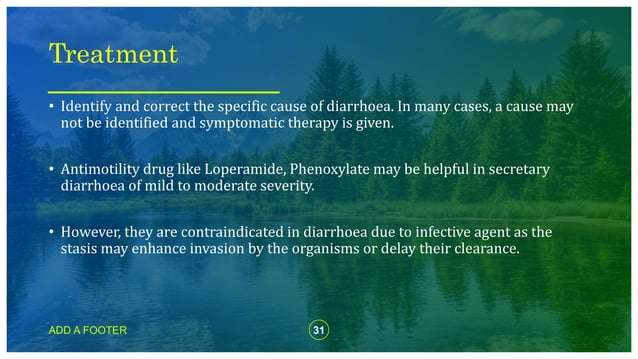 Treatment
• Identify and correct the specific cause of diarrhoea. In many cases, a cause may
not be identified and symptomatic therapy is given.
• Antimotility drug like Loperamide, Phenoxylate may be helpful in secretary
diarrhoea of mild to moderate severity.
• However, they are contraindicated in diarrhoea due to infective agent as the
stasis may enhance invasion by the organisms or delay their clearance.
ADD A FOOTER
31